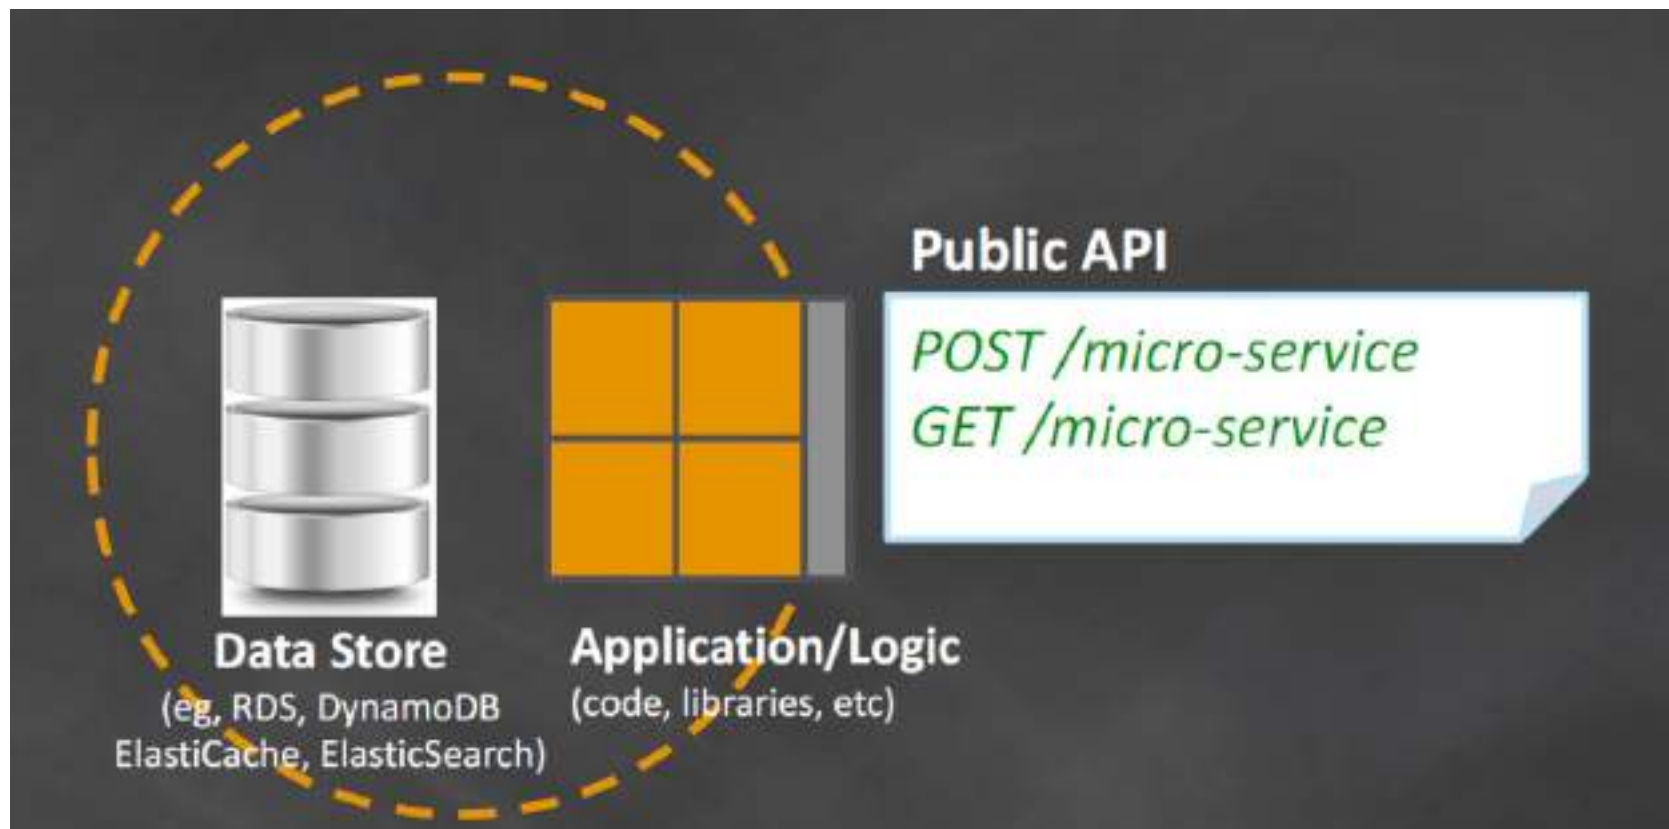 Public API
POST /micro-service
GET /micro-service
Data Store
(eg, RDS, DynamoDB
ElastiCache, ElasticSearch)
Application/Logic
(code, libraries, etc)